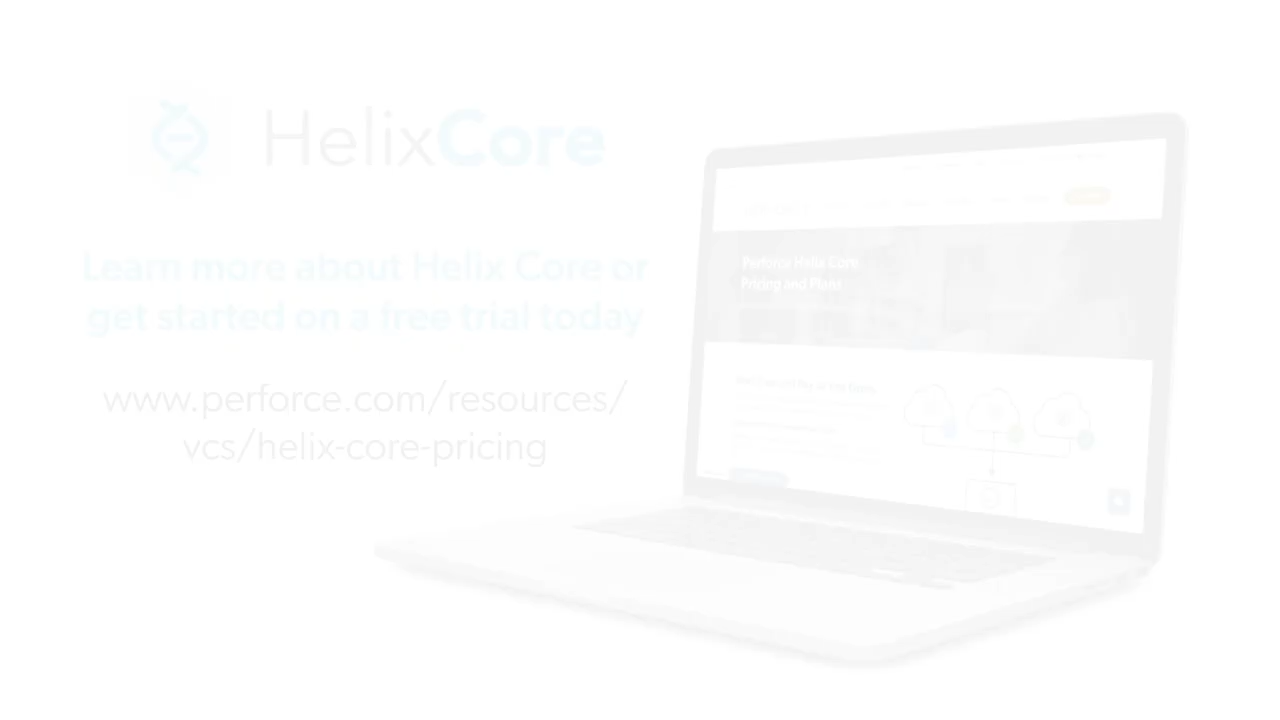 HelixCore
Learn more about Helix Core or
get started on a free trial today
www.perforce.com/resources/
vcs/helix-core-pricing
Perforce Helix Core
Pricing and Plans